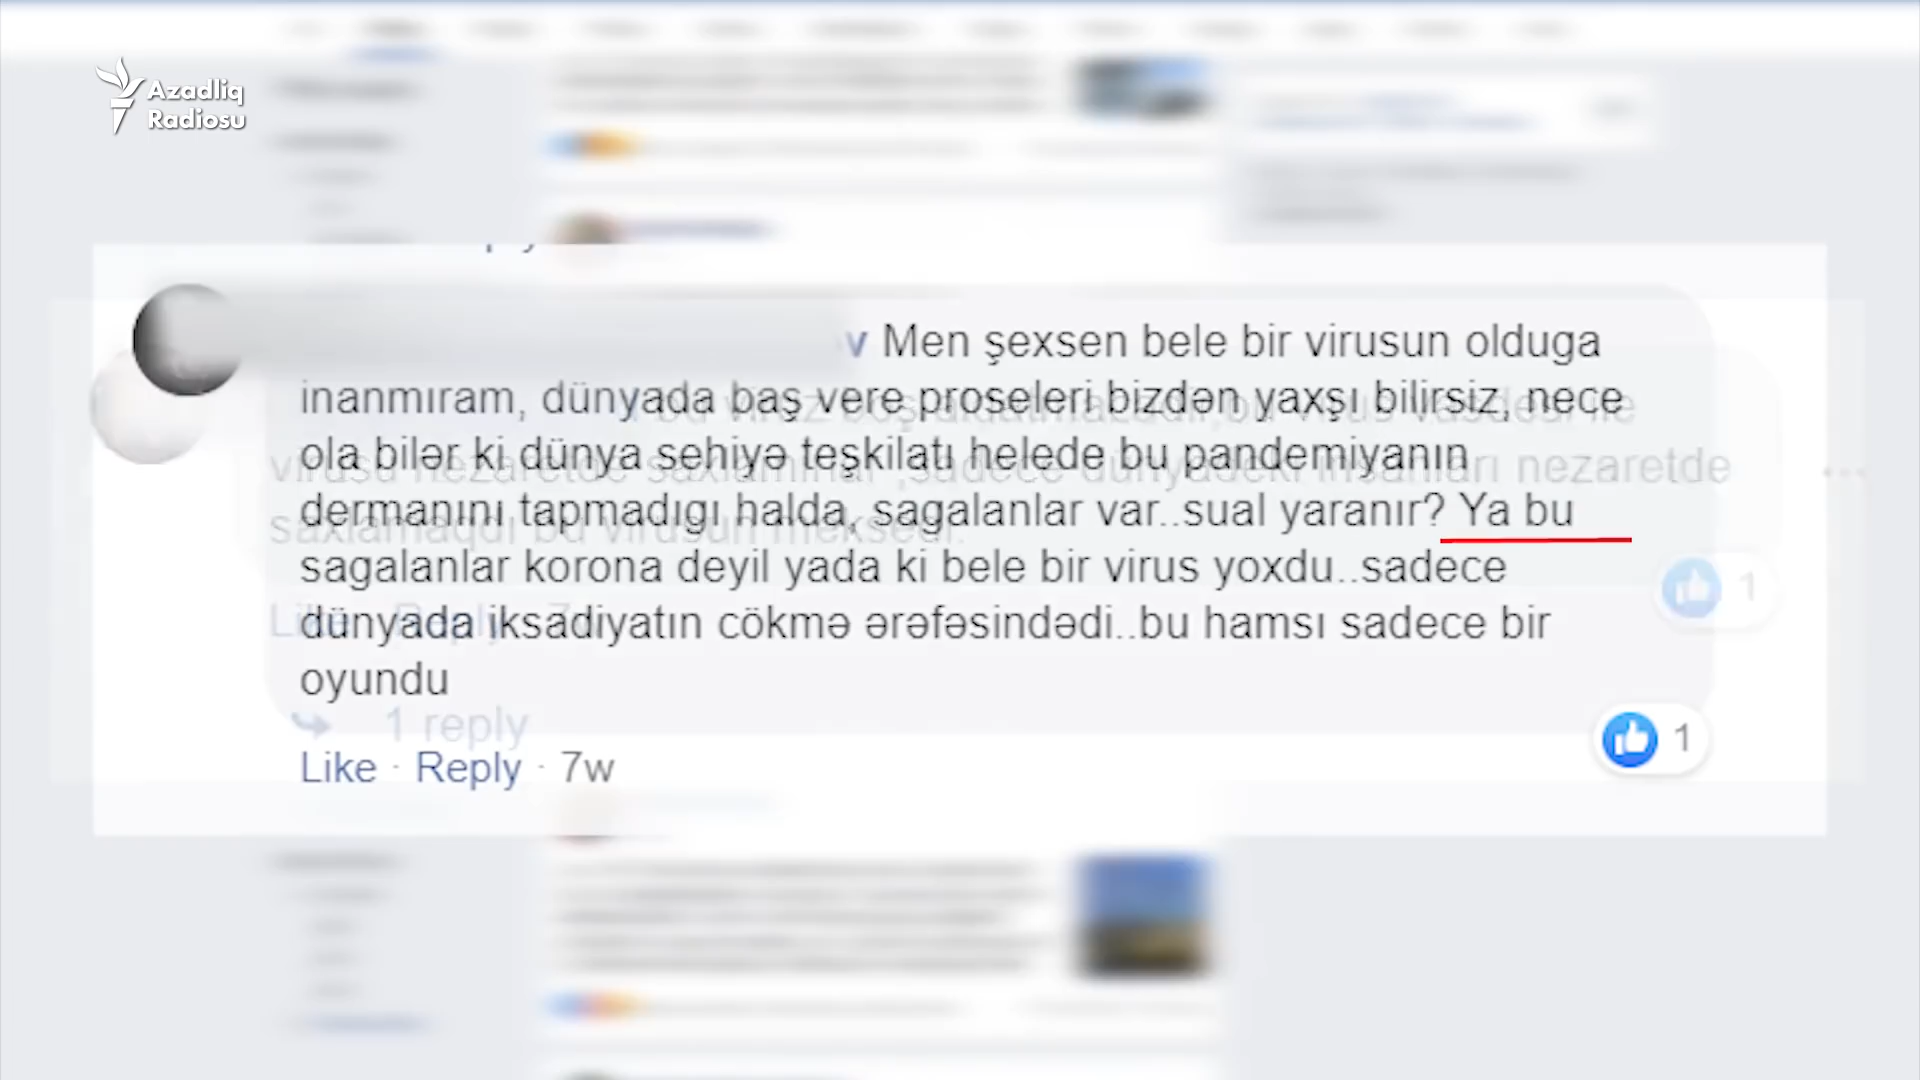 Azadlıq
Radiosu
v Men şexsen bele bir virusun olduga
inanmıram, dünyada baş vere proseleri bizdən yaxşı bilirsiz, nece
ola bilər ki dünya sehiyə teşkilatı helede bu pandemiyanın
dermanını tapmadıgı halda, sagalanlar var..sual yaranır? Ya bu
sagalanlar korona deyil yada ki bele bir virus yoxdu..sadece
dünyada iksadiyatın cökmə ərəfəsindədi..bu hamsı sadece bir
oyundu
1 reply
Like · Reply · 7w
1
1